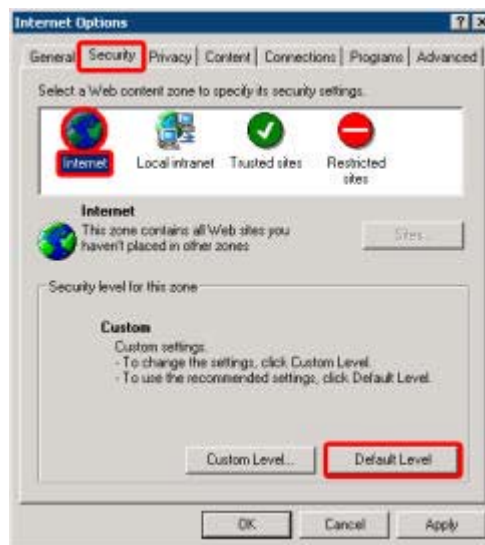 Internet Options
General Security Privacy Content Connections Programs Advanced
Select a Web content zone to specify its security settings.
Internet Local intranet Trusted sites Restricted
sites
Internet
This zone contains all Web sites you
haven't placed in other zones
Sites...
Security level for this zone
Custom
Custom settings.
- To change the settings, click Custom Level.
- To use the recommended settings, click Default Level.
Custom Level... Default Level
OK Cancel Apply